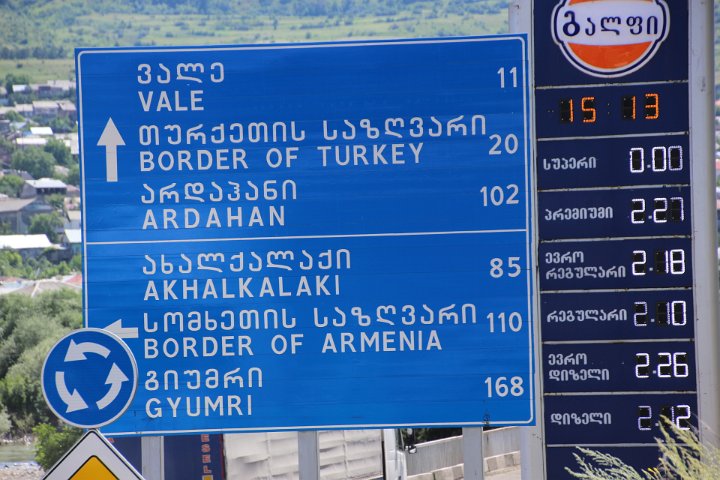 ვალე 11
VALE
თურქეთის საზღვარი 20
BORDER OF TURKEY
არდაჰანი 102
ARDAHAN
ახალქალაქი 85
AKHALKALAKI
სომხეთის საზღვარი 110
BORDER OF ARMENIA
გიუმრი 168
GYUMRI
გალფი
15 13
სუპერი 0.00
პრემიუმი 2.27
ევრო
რეგულარი 2.18
რეგულარი 2.10
ევრო
დიზელი 2.26
დიზელი 2.12